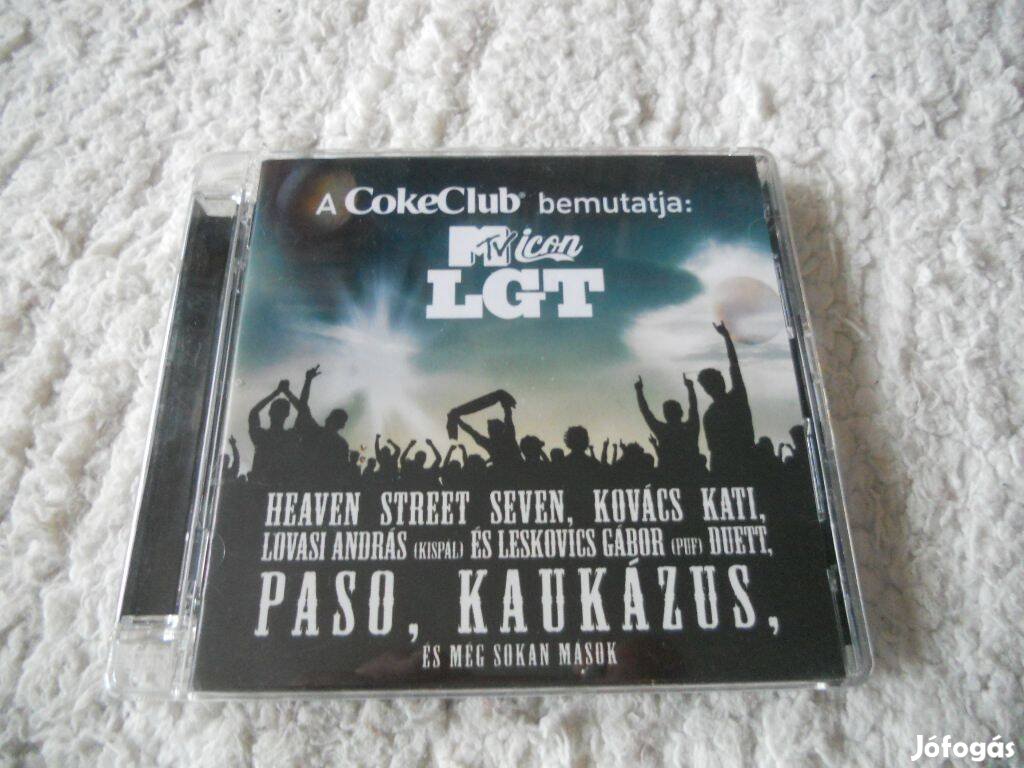 A CokeClub® bemutatja:
MTV icon
LGT
HEAVEN STREET SEVEN, KOVÁCS KATI,
LOVASI ANDRÁS (KISPÁL) ÉS LESKOVICS GÁBOR (PUF) DUETT,
PASO, KAUKÁZUS,
ÉS MÉG SOKAN MÁSOK
Jófogás